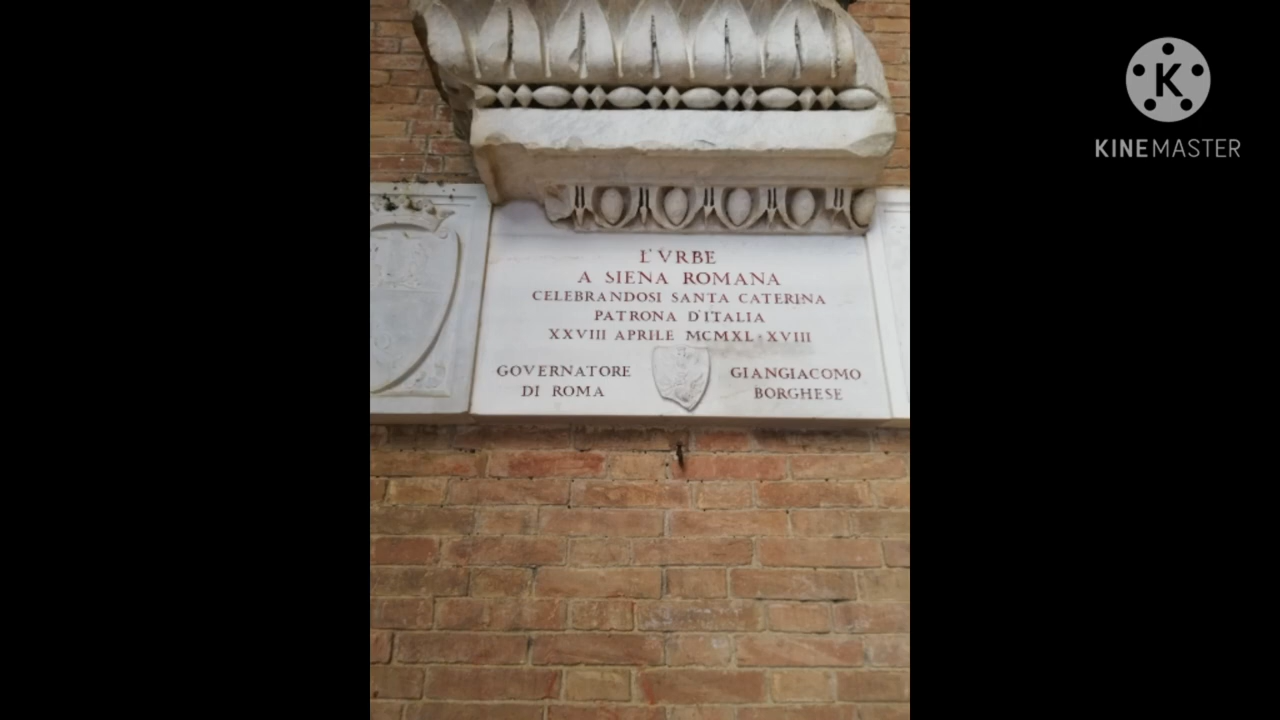 L'VRBE
A SIENA ROMANA
CELEBRANDOSI SANTA CATERINA
PATRONA D'ITALIA
XXVIII APRILE MCMXL·XVIII
GOVERNATORE
DI ROMA
GIANGIACOMO
BORGHESE
K
KINEMASTER